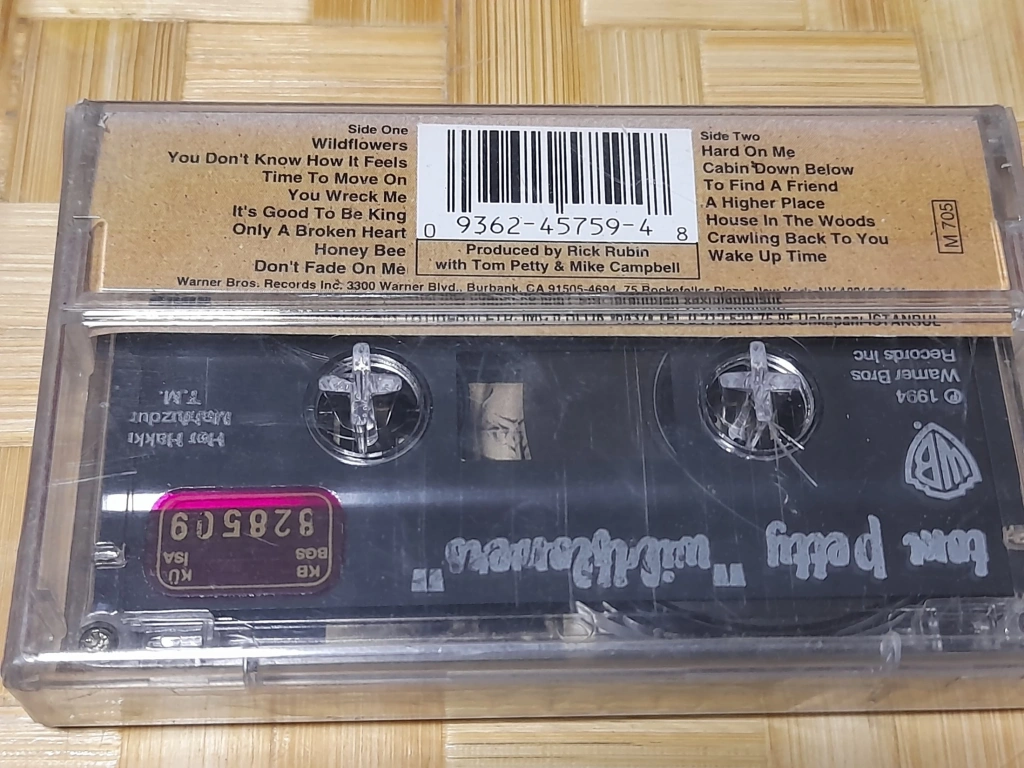 Side One
Wildflowers
You Don't Know How It Feels
Time To Move On
You Wreck Me
It's Good To Be King
Only A Broken Heart
Honey Bee
Don't Fade On Me
0 9362-45759-4 8
Produced by Rick Rubin
with Tom Petty & Mike Campbell
Side Two
Hard On Me
Cabin Down Below
To Find A Friend
A Higher Place
House In The Woods
Crawling Back To You
Wake Up Time
M 705
Warner Bros. Records Inc. 3300 Warner Blvd., Burbank, CA 91505-4694 75 Rockefeller Plaza, New York, NY
Unkapanı İSTANBUL
tom petty "wildflowers"
WB
℗ 1994
Warner Bros
Records Inc
KB KÜ
BGS ISA
828509
Her Hakkı
Mahfuzdur
T.M.